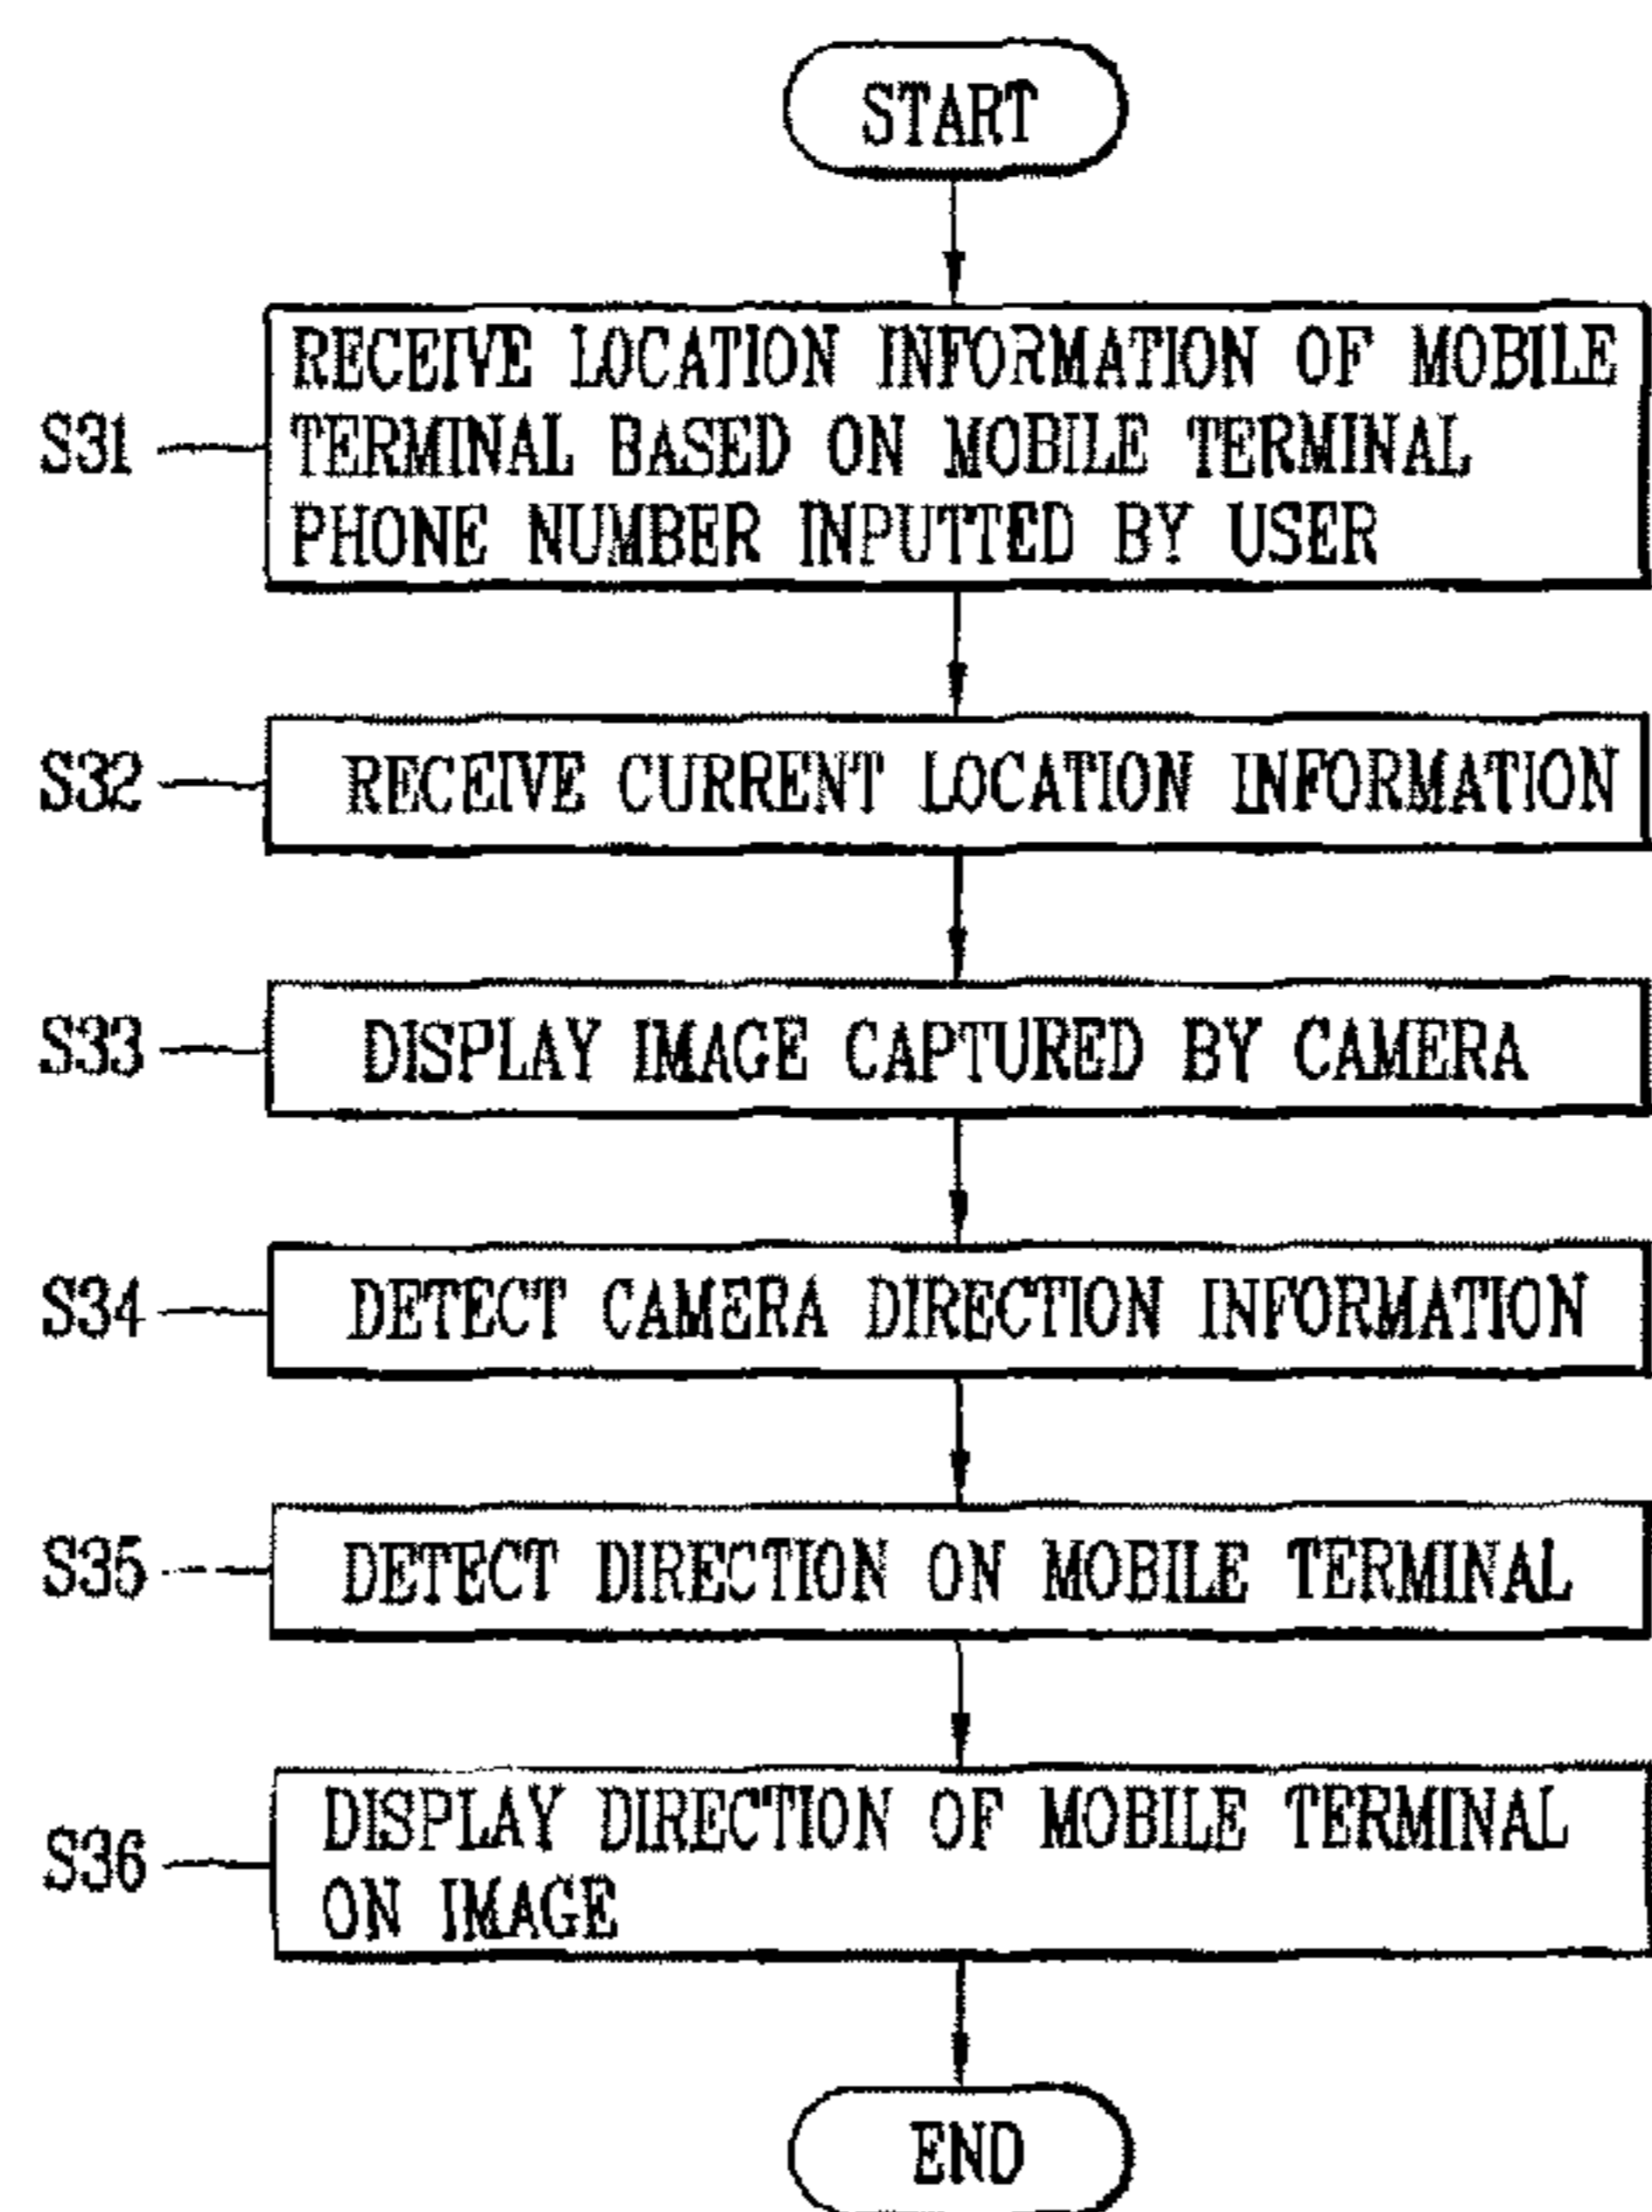 START
S31
RECEIVE LOCATION INFORMATION OF MOBILE
TERMINAL BASED ON MOBILE TERMINAL
PHONE NUMBER INPUTTED BY USER
S32
RECEIVE CURRENT LOCATION INFORMATION
S33
DISPLAY IMAGE CAPTURED BY CAMERA
S34
DETECT CAMERA DIRECTION INFORMATION
S35
DETECT DIRECTION ON MOBILE TERMINAL
S36
DISPLAY DIRECTION OF MOBILE TERMINAL
ON IMAGE
END